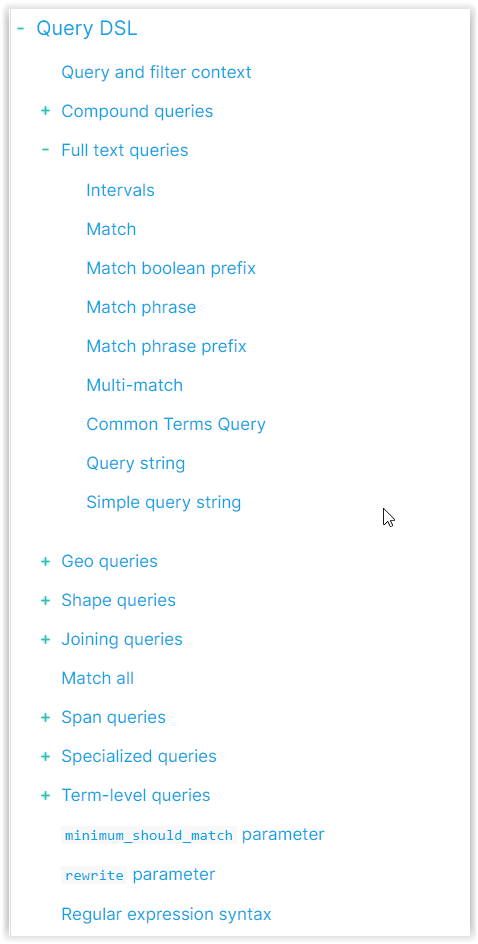 - Query DSL
Query and filter context
+ Compound queries
- Full text queries
Intervals
Match
Match boolean prefix
Match phrase
Match phrase prefix
Multi-match
Common Terms Query
Query string
Simple query string
+ Geo queries
+ Shape queries
+ Joining queries
Match all
+ Span queries
+ Specialized queries
+ Term-level queries
minimum_should_match parameter
rewrite parameter
Regular expression syntax